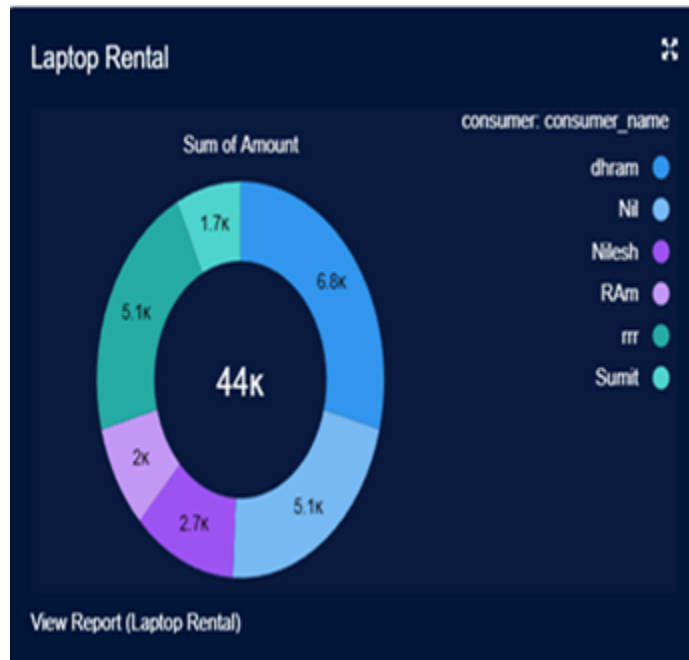 Laptop Rental
consumer: consumer_name
Sum of Amount
dhram
Nil
Nilesh
RAm
rrr
Sumit
1.7K
6.8K
5.1K
44K
2K
2.7K
5.1K
View Report (Laptop Rental)